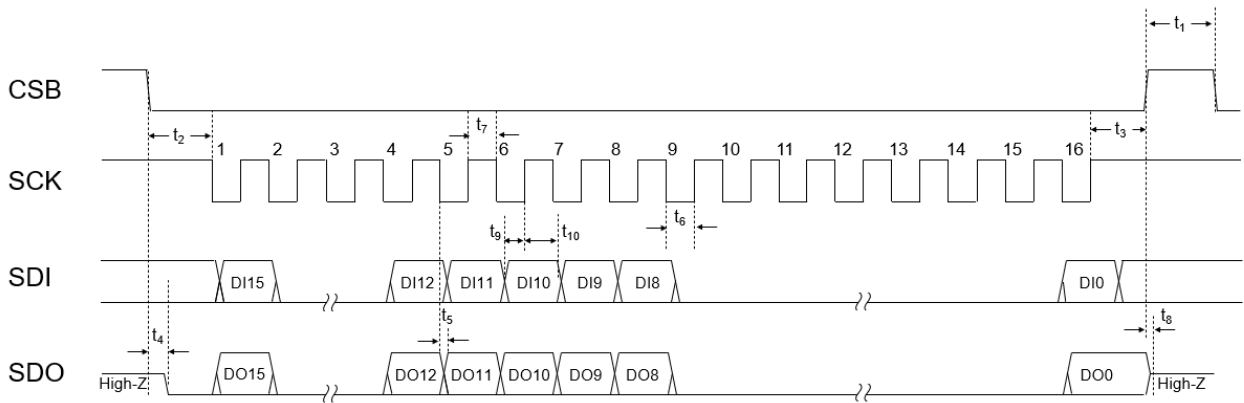 t₁
CSB
t₂
t₇
t₃
SCK
1 2 3 4 5 6 7 8 9 10 11 12 13 14 15 16
t₆
t₉ t₁₀
SDI
DI15 DI12 DI11 DI10 DI9 DI8 DI0
t₅
t₄
t₈
SDO
High-Z DO15 DO12 DO11 DO10 DO9 DO8 DO0 High-Z